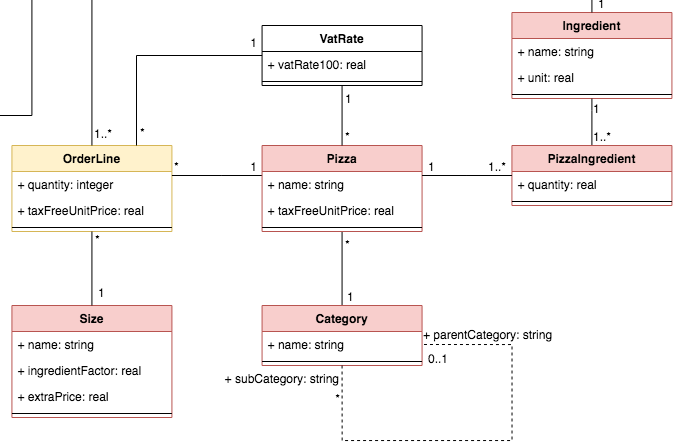 1
Ingredient
+ name: string
+ unit: real
VatRate
+ vatRate100: real
1
1
1
1..*
*
*
1..*
OrderLine
+ quantity: integer
+ taxFreeUnitPrice: real
*
1
Pizza
+ name: string
+ taxFreeUnitPrice: real
1
1..*
PizzaIngredient
+ quantity: real
*
*
1
1
Size
+ name: string
+ ingredientFactor: real
+ extraPrice: real
Category
+ name: string
+ parentCategory: string
0..1
+ subCategory: string
*